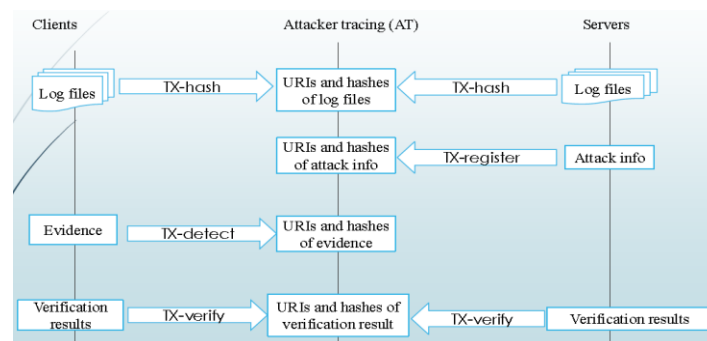 Clients
Attacker tracing (AT)
Servers
Log files
TX-hash
URIs and hashes
of log files
TX-hash
Log files
URIs and hashes
of attack info
TX-register
Attack info
Evidence
TX-detect
URIs and hashes
of evidence
Verification
results
TX-verify
URIs and hashes of
verification result
TX-verify
Verification results